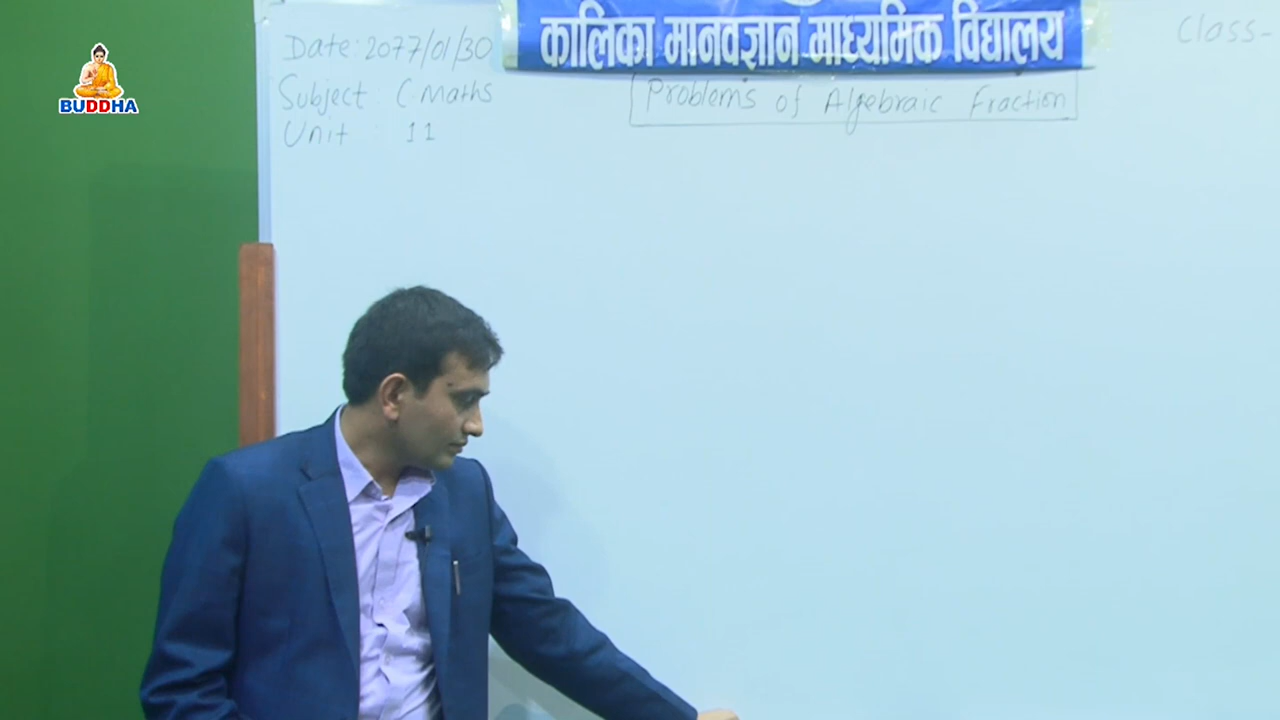 BUDDHA
कालिका मानवज्ञान माध्यमिक विद्यालय
Class-
Date: 2077/01/30
Subject : C. Maths
Unit 11
Problems of Algebraic Fraction